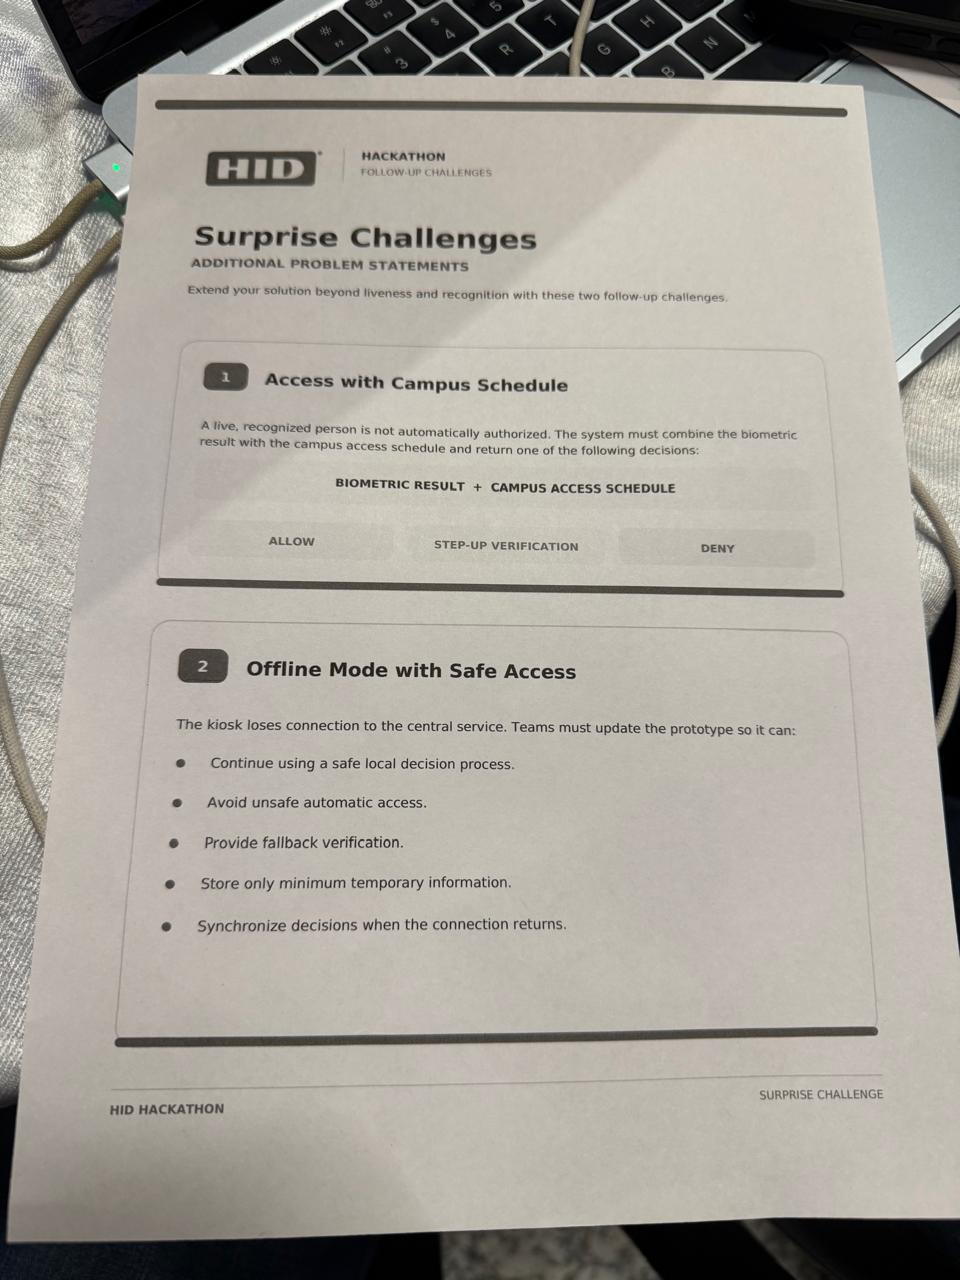 $
4
5
R
T
G
H
B
N
#
3
F2
F3
HID
HACKATHON
FOLLOW-UP CHALLENGES
Surprise Challenges
ADDITIONAL PROBLEM STATEMENTS
Extend your solution beyond liveness and recognition with these two follow-up challenges.
1 Access with Campus Schedule
A live, recognized person is not automatically authorized. The system must combine the biometric
result with the campus access schedule and return one of the following decisions:
BIOMETRIC RESULT + CAMPUS ACCESS SCHEDULE
ALLOW STEP-UP VERIFICATION DENY
2 Offline Mode with Safe Access
The kiosk loses connection to the central service. Teams must update the prototype so it can:
● Continue using a safe local decision process.
● Avoid unsafe automatic access.
● Provide fallback verification.
● Store only minimum temporary information.
● Synchronize decisions when the connection returns.
HID HACKATHON SURPRISE CHALLENGE